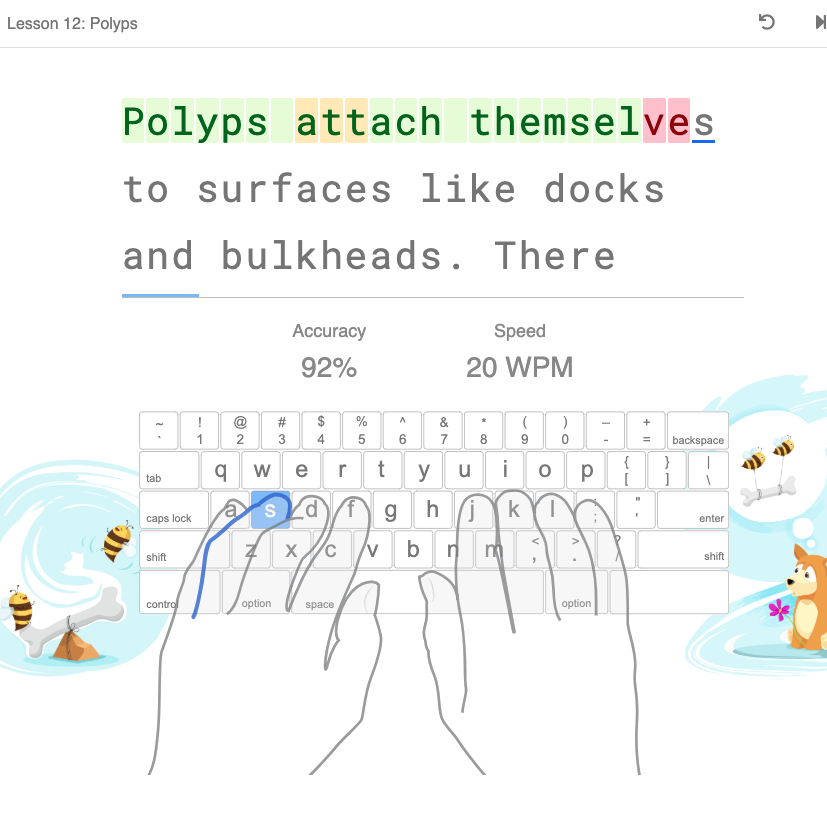 Lesson 12: Polyps
Polyps attach themselves
to surfaces like docks
and bulkheads. There
Accuracy Speed
92% 20 WPM
~ ! @ # $ % ^ & * ( ) _ +
` 1 2 3 4 5 6 7 8 9 0 - = backspace
tab q w e r t y u i o p { [ } ] | \
caps lock a s d f g h j k l : ; " ' enter
shift z x c v b n m < , > . ? / shift
control option space option